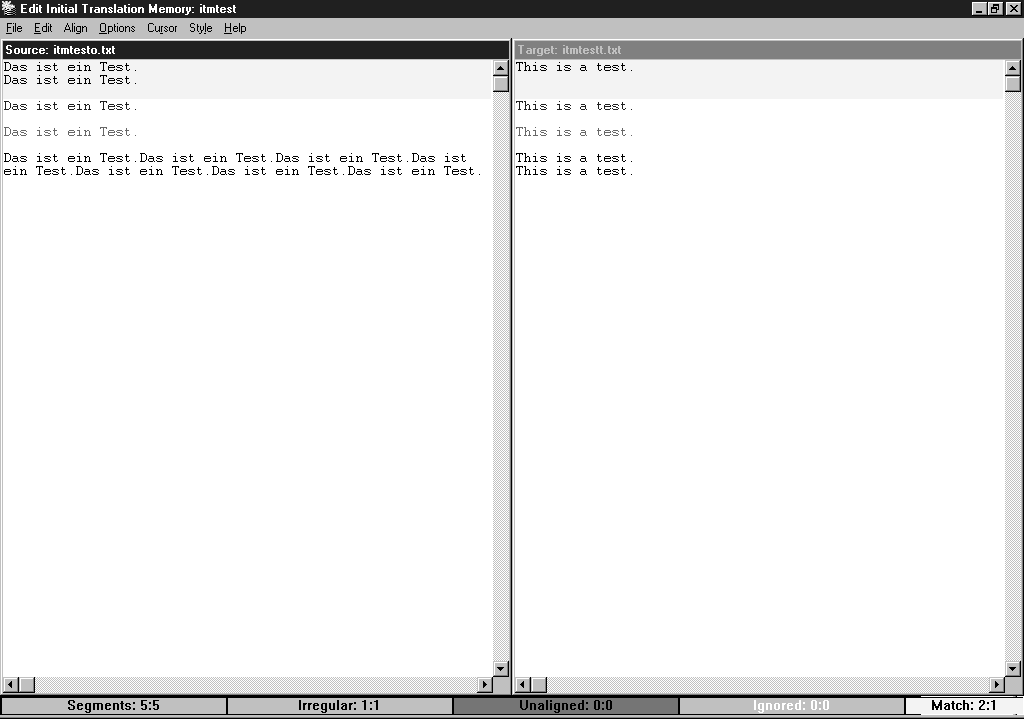 Edit Initial Translation Memory: itmtest
File Edit Align Options Cursor Style Help
Source: itmtesto.txt
Das ist ein Test.
Das ist ein Test.
Das ist ein Test.
Das ist ein Test.
Das ist ein Test.Das ist ein Test.Das ist ein Test.Das ist
ein Test.Das ist ein Test.Das ist ein Test.Das ist ein Test.
Target: itmtestt.txt
This is a test.
This is a test.
This is a test.
This is a test.
This is a test.
Segments: 5:5 Irregular: 1:1 Unaligned: 0:0 Ignored: 0:0 Match: 2:1